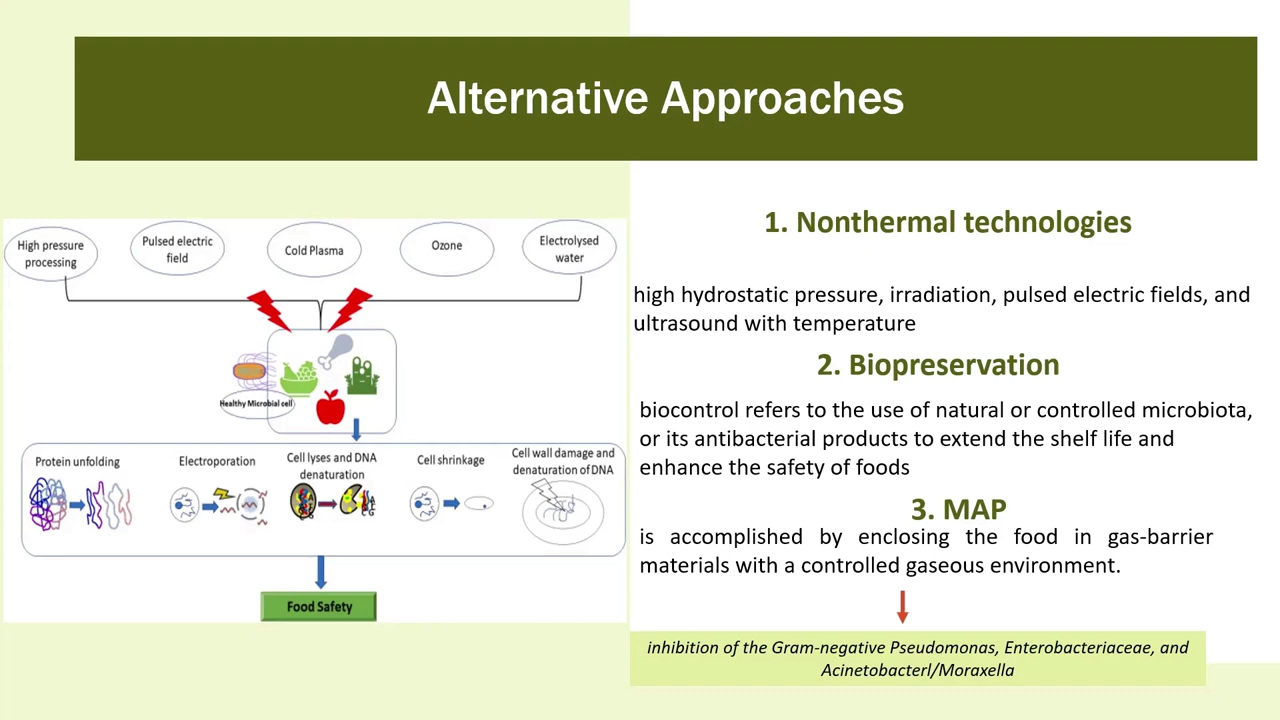 Alternative Approaches
High pressure
processing
Pulsed electric
field
Cold Plasma
Ozone
Electrolysed
water
Healthy Microbial cell
Protein unfolding
Electroporation
Cell lyses and DNA
denaturation
Cell shrinkage
Cell wall damage and
denaturation of DNA
Food Safety
1. Nonthermal technologies
high hydrostatic pressure, irradiation, pulsed electric fields, and
ultrasound with temperature
2. Biopreservation
biocontrol refers to the use of natural or controlled microbiota,
or its antibacterial products to extend the shelf life and
enhance the safety of foods
3. MAP
is accomplished by enclosing the food in gas-barrier
materials with a controlled gaseous environment.
inhibition of the Gram-negative Pseudomonas, Enterobacteriaceae, and
Acinetobacterl/Moraxella